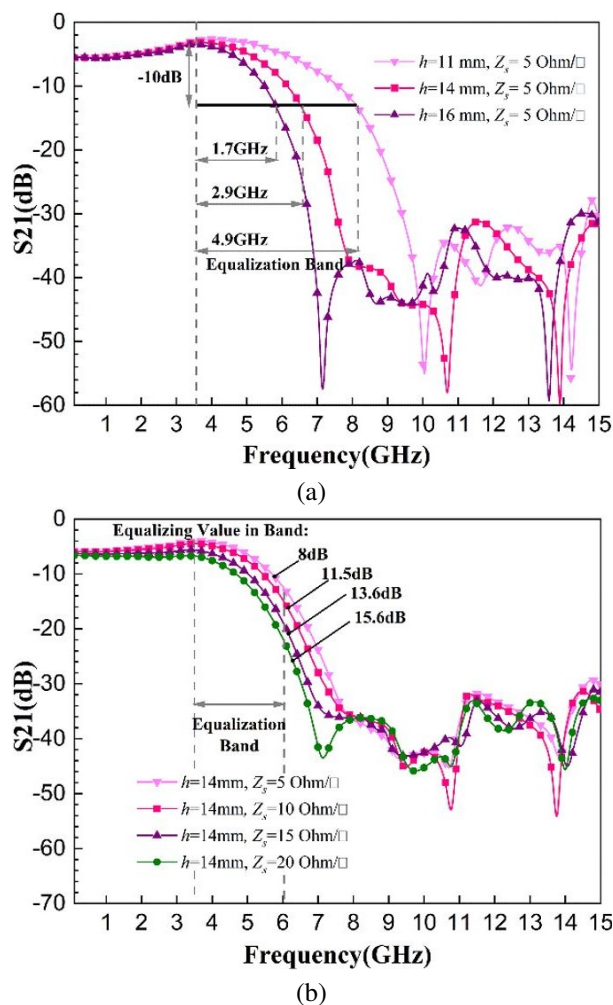 -5
-10
-20
-30
-40
-50
-60
S21(dB)
-10dB
1.7GHz
2.9GHz
4.9GHz
Equalization Band
h=11 mm, Zs= 5 Ohm/□
h=14 mm, Zs= 5 Ohm/□
h=16 mm, Zs= 5 Ohm/□
1 2 3 4 5 6 7 8 9 10 11 12 13 14 15
Frequency(GHz)
(a)
0
-10
-20
-30
-40
-50
-60
-70
S21(dB)
Equalizing Value in Band:
8dB
11.5dB
13.6dB
15.6dB
Equalization
Band
h=14mm, Zs=5 Ohm/□
h=14mm, Zs=10 Ohm/□
h=14mm, Zs=15 Ohm/□
h=14mm, Zs=20 Ohm/□
1 2 3 4 5 6 7 8 9 10 11 12 13 14 15
Frequency(GHz)
(b)